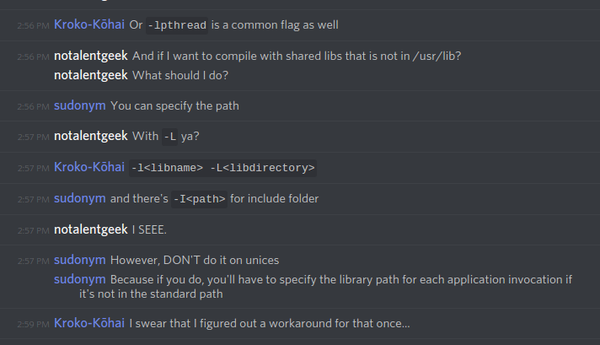 2:56 PM Kroko-Kōhai Or -lpthread is a common flag as well
2:56 PM notalentgeek And if I want to compile with shared libs that is not in /usr/lib?
notalentgeek What should I do?
2:56 PM sudonym You can specify the path
2:57 PM notalentgeek With -L ya?
2:57 PM Kroko-Kōhai -l<libname> -L<libdirectory>
2:57 PM sudonym and there's -I<path> for include folder
2:57 PM notalentgeek I SEEE.
2:57 PM sudonym However, DON'T do it on unices
sudonym Because if you do, you'll have to specify the library path for each application invocation if
it's not in the standard path
2:59 PM Kroko-Kōhai I swear that I figured out a workaround for that once...